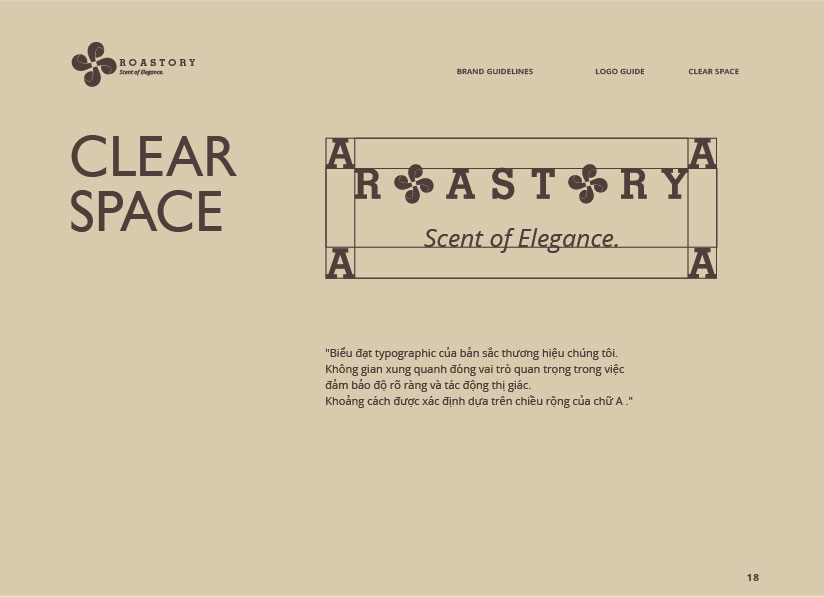 ROASTORY
Scent of Elegance.
BRAND GUIDELINES
LOGO GUIDE
CLEAR SPACE
CLEAR
SPACE
A A
R AST RY
Scent of Elegance.
A A
"Biểu đạt typographic của bản sắc thương hiệu chúng tôi.
Không gian xung quanh đóng vai trò quan trọng trong việc
đảm bảo độ rõ ràng và tác động thị giác.
Khoảng cách được xác định dựa trên chiều rộng của chữ A ."
18